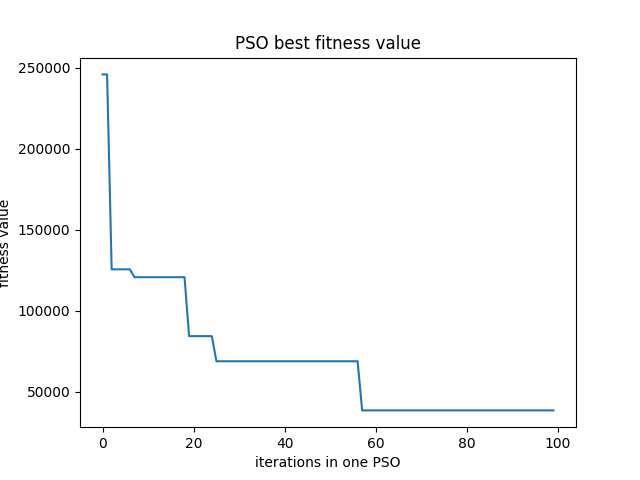 PSO best fitness value
250000
200000
150000
100000
50000
fitness value
0 20 40 60 80 100
iterations in one PSO